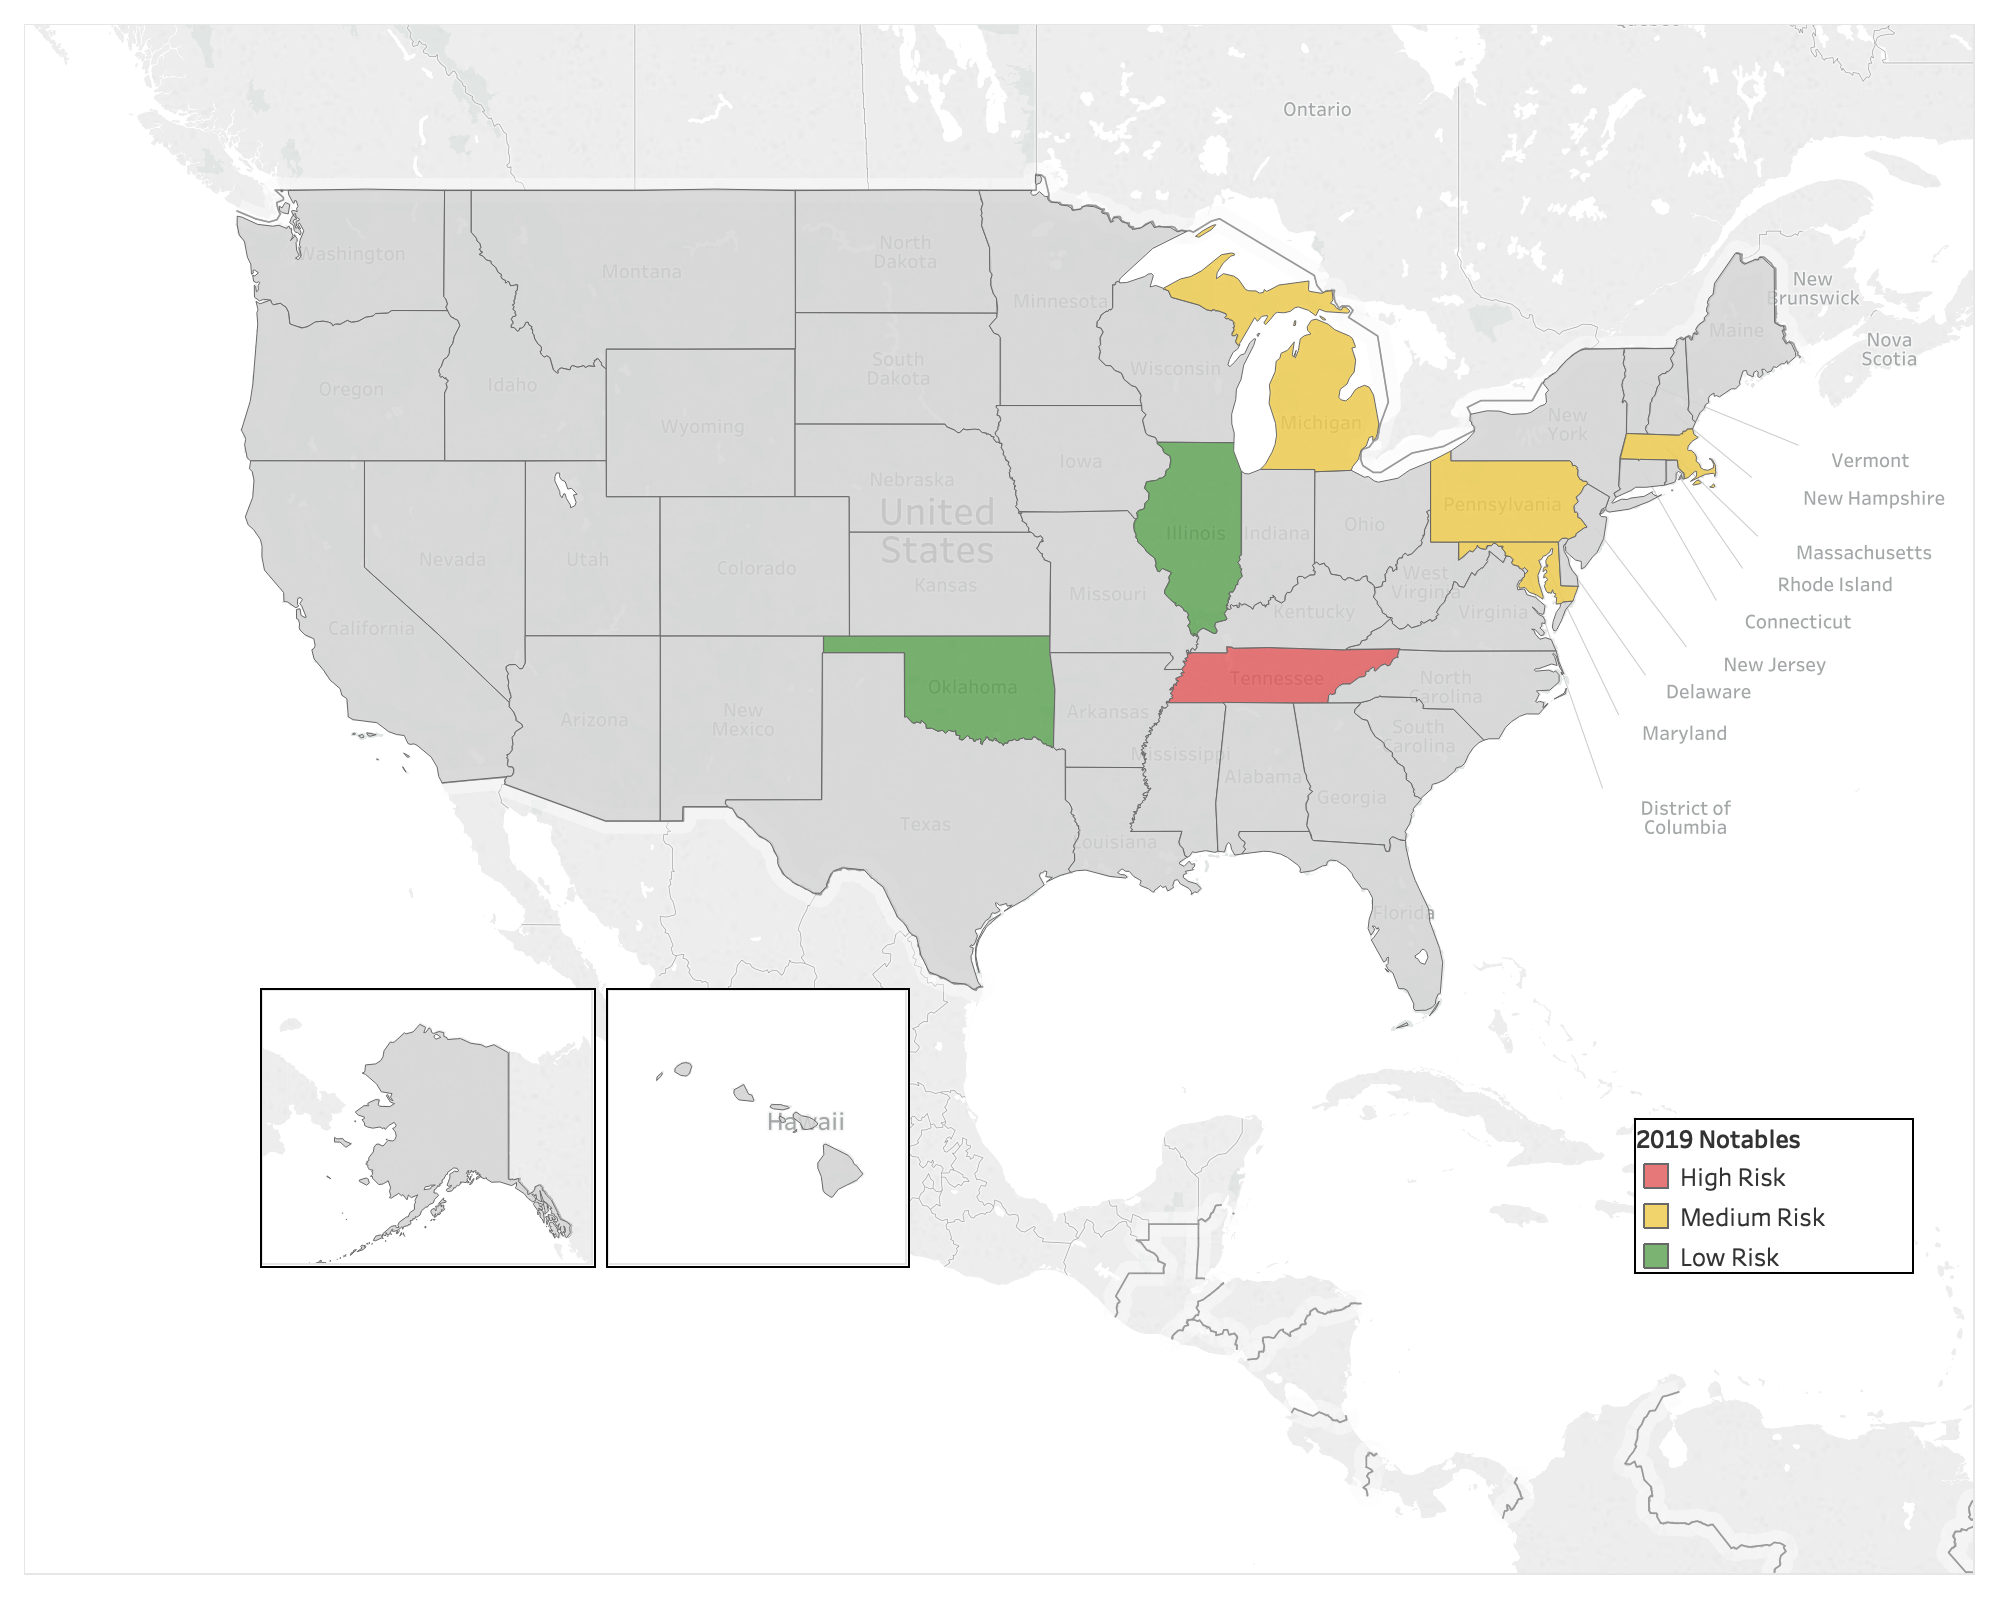 Ontario
Washington
Montana
North
Dakota
Minnesota
New
Brunswick
Maine
Nova
Scotia
Oregon
Idaho
South
Dakota
Wisconsin
Wyoming
Michigan
New
York
Iowa
Vermont
Nebraska
New Hampshire
Pennsylvania
United
States
Illinois
Indiana
Ohio
Massachusetts
Nevada
Utah
Colorado
Kansas
Missouri
West
Virginia
Rhode Island
California
Kentucky
Virginia
Connecticut
New Jersey
Oklahoma
Tennessee
North
Carolina
Delaware
Arizona
New
Mexico
Arkansas
South
Carolina
Maryland
Mississippi
Alabama
Georgia
District of
Columbia
Texas
Louisiana
Florida
Hawaii
2019 Notables
High Risk
Medium Risk
Low Risk